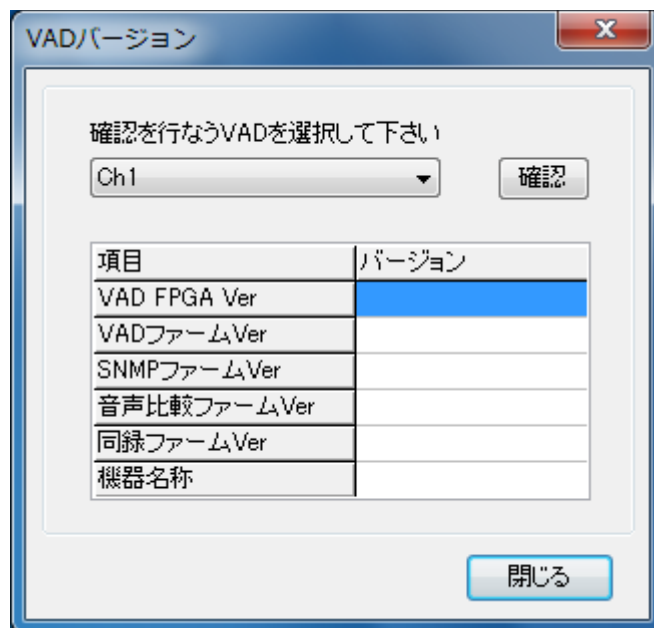 VADバージョン
確認を行なうVADを選択して下さい
Ch1
確認
項目 バージョン
VAD FPGA Ver
VADファームVer
SNMPファームVer
音声比較ファームVer
同録ファームVer
機器名称
閉じる